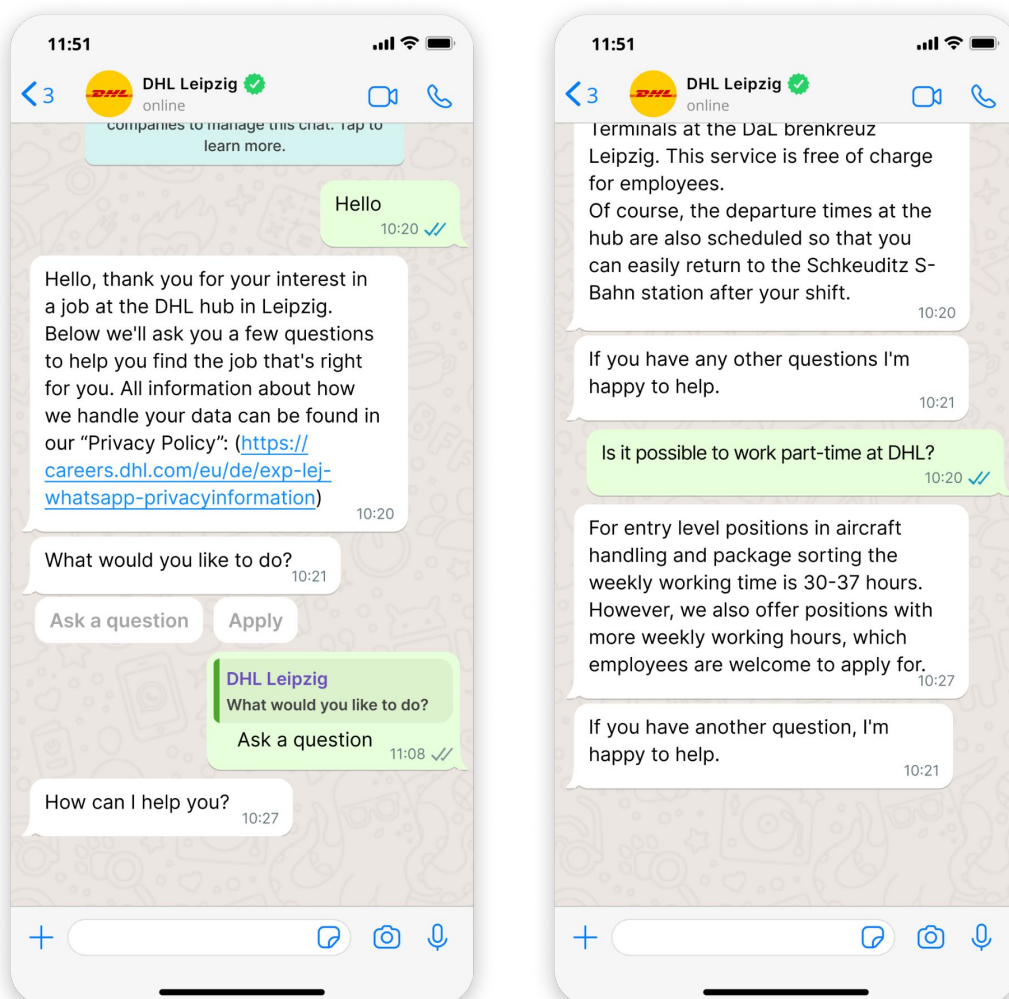 11:51
3
DHL
DHL Leipzig
online
companies to manage this chat. Tap to
learn more.
Hello
10:20
Hello, thank you for your interest in
a job at the DHL hub in Leipzig.
Below we'll ask you a few questions
to help you find the job that's right
for you. All information about how
we handle your data can be found in
our “Privacy Policy”: (https://
careers.dhl.com/eu/de/exp-lej-
whatsapp-privacyinformation)
10:20
What would you like to do?
10:21
Ask a question
Apply
DHL Leipzig
What would you like to do?
Ask a question
11:08
How can I help you?
10:27
11:51
3
DHL
DHL Leipzig
online
Terminals at the DaL brenkreuz
Leipzig. This service is free of charge
for employees.
Of course, the departure times at the
hub are also scheduled so that you
can easily return to the Schkeuditz S-
Bahn station after your shift.
10:20
If you have any other questions I'm
happy to help.
10:21
Is it possible to work part-time at DHL?
10:20
For entry level positions in aircraft
handling and package sorting the
weekly working time is 30-37 hours.
However, we also offer positions with
more weekly working hours, which
employees are welcome to apply for.
10:27
If you have another question, I'm
happy to help.
10:21